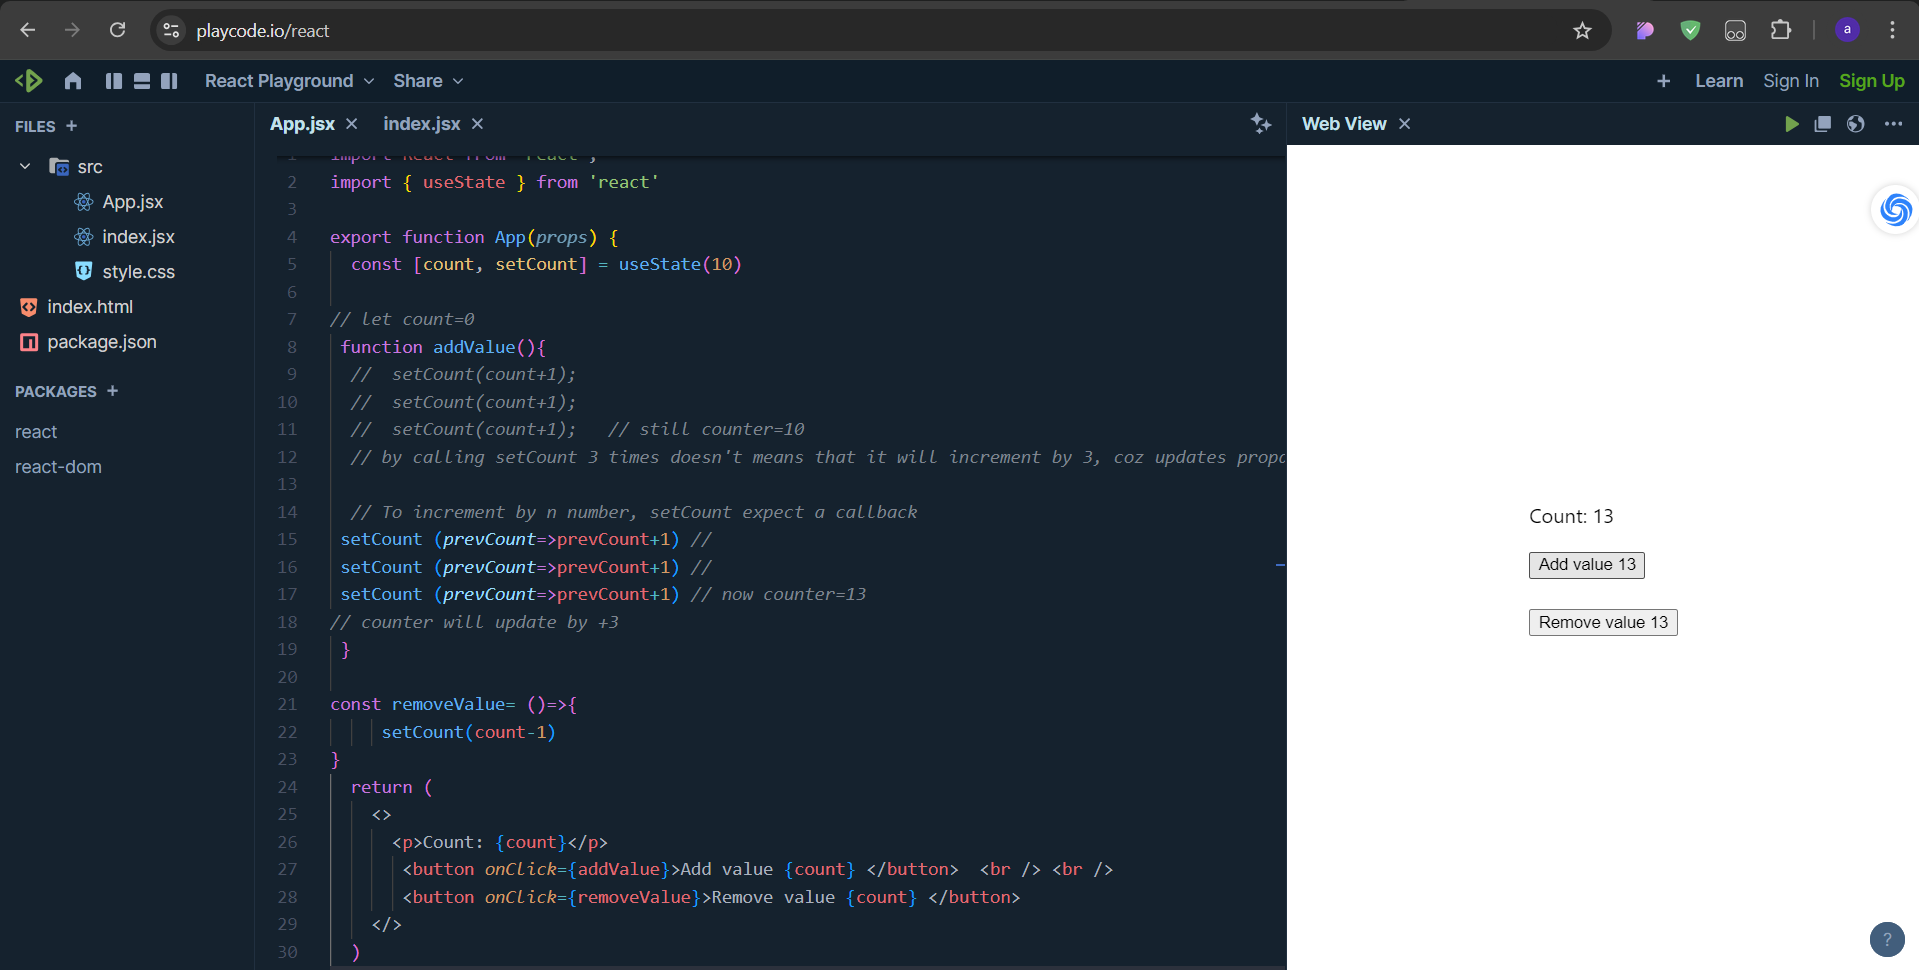 playcode.io/react
a
React Playground
Share
+
Learn
Sign In
Sign Up
FILES +
src
App.jsx
index.jsx
style.css
index.html
package.json
PACKAGES +
react
react-dom
App.jsx
index.jsx
1 import React from 'react';
2 import { useState } from 'react'
3
4 export function App(props) {
5 const [count, setCount] = useState(10)
6
7 // let count=0
8 function addValue(){
9 // setCount(count+1);
10 // setCount(count+1);
11 // setCount(count+1); // still counter=10
12 // by calling setCount 3 times doesn't means that it will increment by 3, coz updates
13
14 // To increment by n number, setCount expect a callback
15 setCount (prevCount=>prevCount+1) //
16 setCount (prevCount=>prevCount+1) //
17 setCount (prevCount=>prevCount+1) // now counter=13
18 // counter will update by +3
19 }
20
21 const removeValue= ()=>{
22 setCount(count-1)
23 }
24 return (
25 <>
26 <p>Count: {count}</p>
27 <button onClick={addValue}>Add value {count} </button> <br /> <br />
28 <button onClick={removeValue}>Remove value {count} </button>
29 </>
30 )
Web View
Count: 13
Add value 13
Remove value 13
?